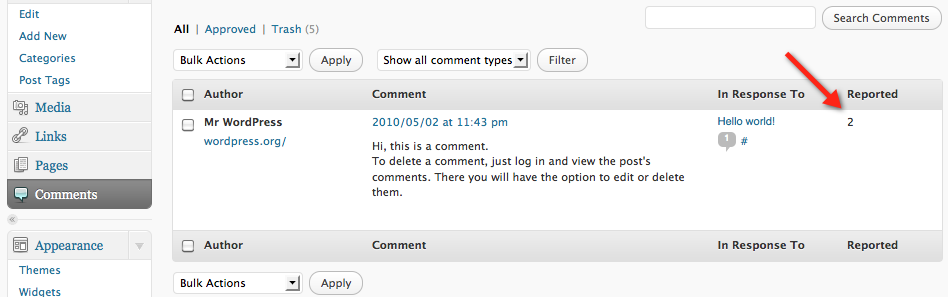 Edit
Add New
Categories
Post Tags
Media
Links
Pages
Comments
Appearance
Themes
Widgets
Search Comments
All | Approved | Trash (5)
Bulk Actions Apply Show all comment types Filter
Author Comment In Response To Reported
Mr WordPress 2010/05/02 at 11:43 pm Hello world! 2
wordpress.org/ 1 #
Hi, this is a comment.
To delete a comment, just log in and view the post's
comments. There you will have the option to edit or delete
them.
Author Comment In Response To Reported
Bulk Actions Apply